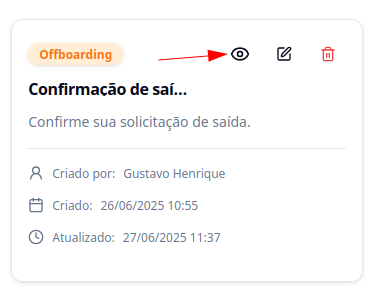 Offboarding
Confirmação de saí...
Confirme sua solicitação de saída.
Criado por: Gustavo Henrique
Criado: 26/06/2025 10:55
Atualizado: 27/06/2025 11:37